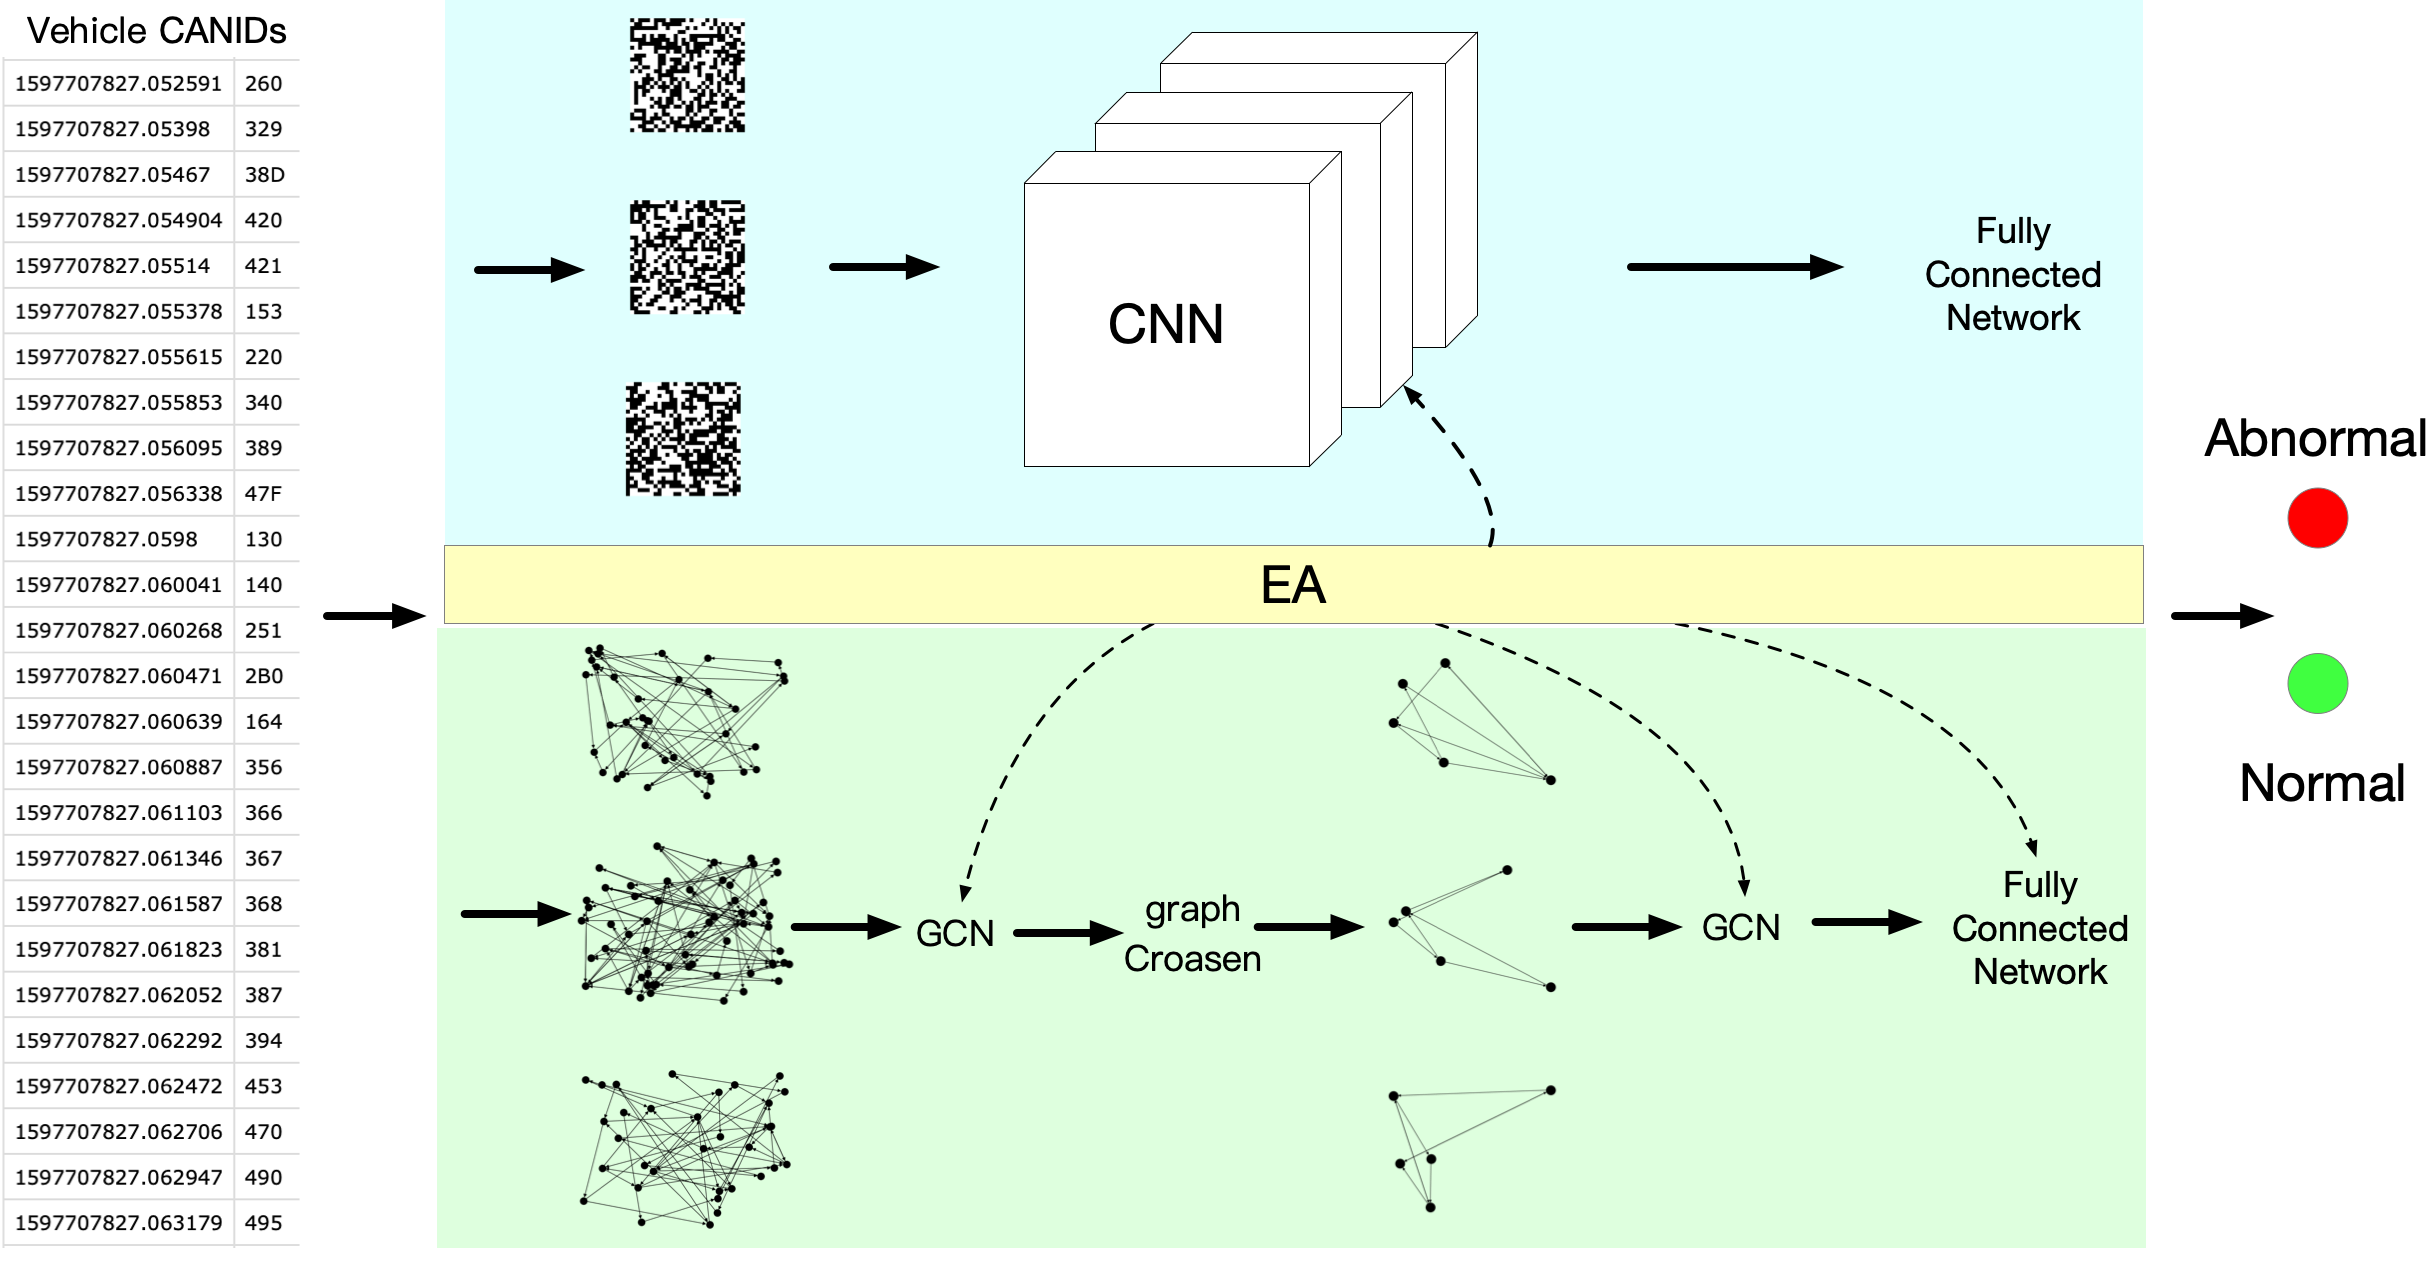 Vehicle CANIDs
1597707827.052591 260
1597707827.05398 329
1597707827.05467 38D
1597707827.054904 420
1597707827.05514 421
1597707827.055378 153
1597707827.055615 220
1597707827.055853 340
1597707827.056095 389
1597707827.056338 47F
1597707827.0598 130
1597707827.060041 140
1597707827.060268 251
1597707827.060471 2B0
1597707827.060639 164
1597707827.060887 356
1597707827.061103 366
1597707827.061346 367
1597707827.061587 368
1597707827.061823 381
1597707827.062052 387
1597707827.062292 394
1597707827.062472 453
1597707827.062706 470
1597707827.062947 490
1597707827.063179 495
CNN
Fully
Connected
Network
EA
GCN
graph
Croasen
GCN
Fully
Connected
Network
Abnormal
Normal